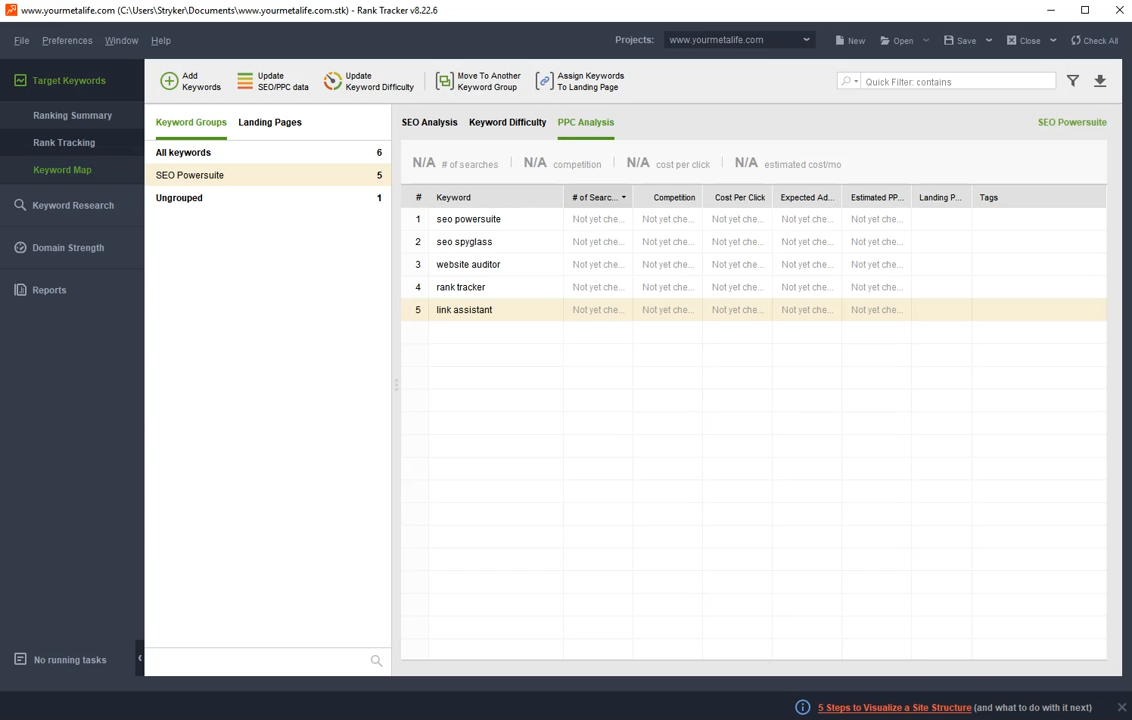 www.yourmetalife.com (C:\Users\Stryker\Documents\www.yourmetalife.com.stk) - Rank Tracker v8.22.6
File Preferences Window Help
Projects: www.yourmetalife.com New Open Save Close Check All
Target Keywords
Ranking Summary
Rank Tracking
Keyword Map
Keyword Research
Domain Strength
Reports
No running tasks
Add Keywords
Update SEO/PPC data
Update Keyword Difficulty
Move To Another Keyword Group
Assign Keywords To Landing Page
Quick Filter: contains
Keyword Groups Landing Pages
All keywords 6
SEO Powersuite 5
Ungrouped 1
SEO Analysis Keyword Difficulty PPC Analysis SEO Powersuite
N/A # of searches N/A competition N/A cost per click N/A estimated cost/mo
# Keyword # of Searc... Competition Cost Per Click Expected Ad... Estimated PP... Landing P... Tags
1 seo powersuite Not yet che... Not yet che... Not yet che... Not yet che... Not yet che...
2 seo spyglass Not yet che... Not yet che... Not yet che... Not yet che... Not yet che...
3 website auditor Not yet che... Not yet che... Not yet che... Not yet che... Not yet che...
4 rank tracker Not yet che... Not yet che... Not yet che... Not yet che... Not yet che...
5 link assistant Not yet che... Not yet che... Not yet che... Not yet che... Not yet che...
5 Steps to Visualize a Site Structure (and what to do with it next)